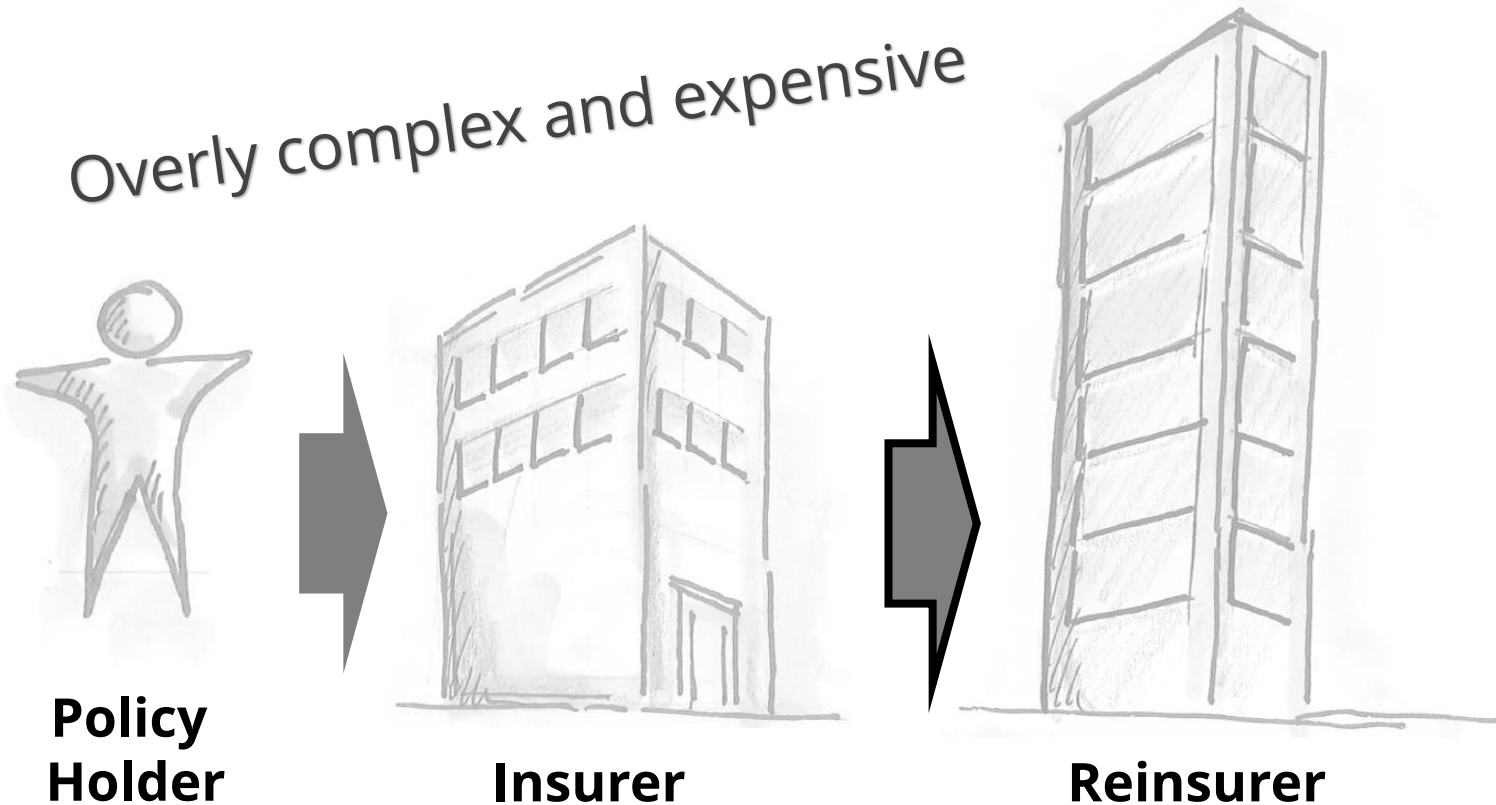 Overly complex and expensive
Policy
Holder
Insurer
Reinsurer